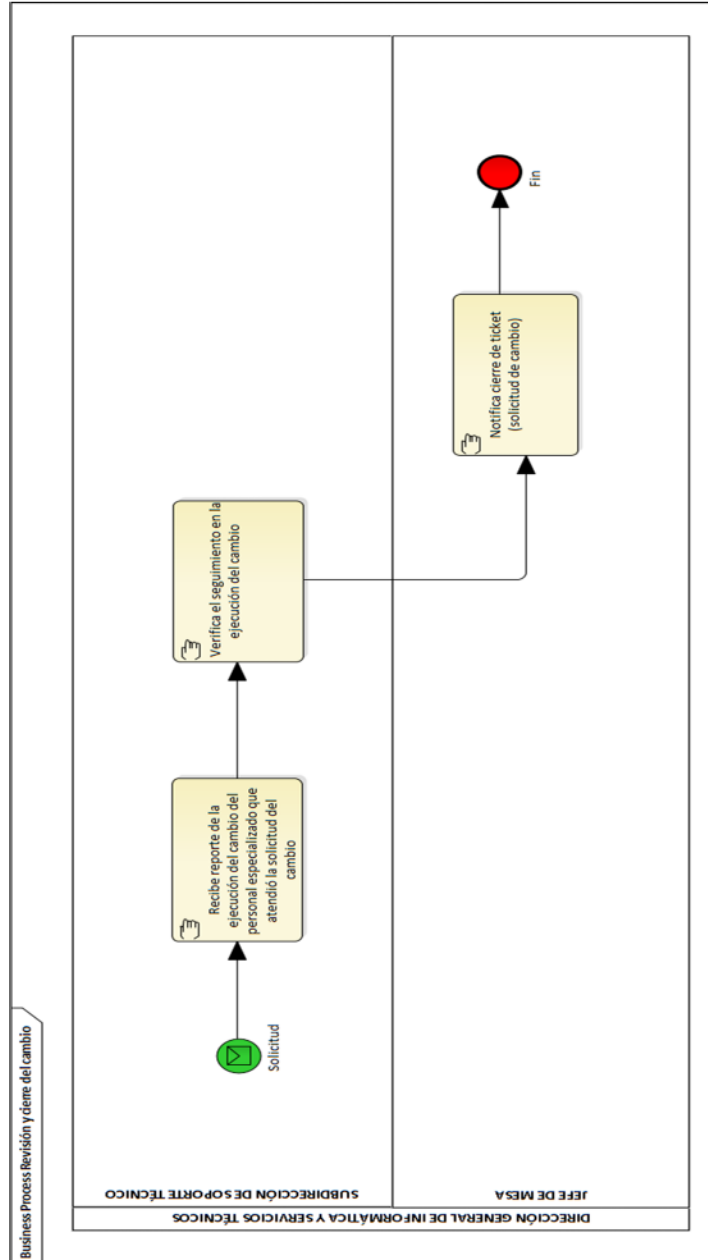 Business Process Revisión y cierre del cambio
DIRECCIÓN GENERAL DE INFORMÁTICA Y SERVICIOS TÉCNICOS
SUBDIRECCIÓN DE SOPORTE TÉCNICO
Solicitud
Recibe reporte de la
ejecución del cambio del
personal especializado que
atendió la solicitud del
cambio
Verifica el seguimiento en la
ejecución del cambio
JEFE DE MESA
Notifica cierre de ticket
(solicitud de cambio)
Fin